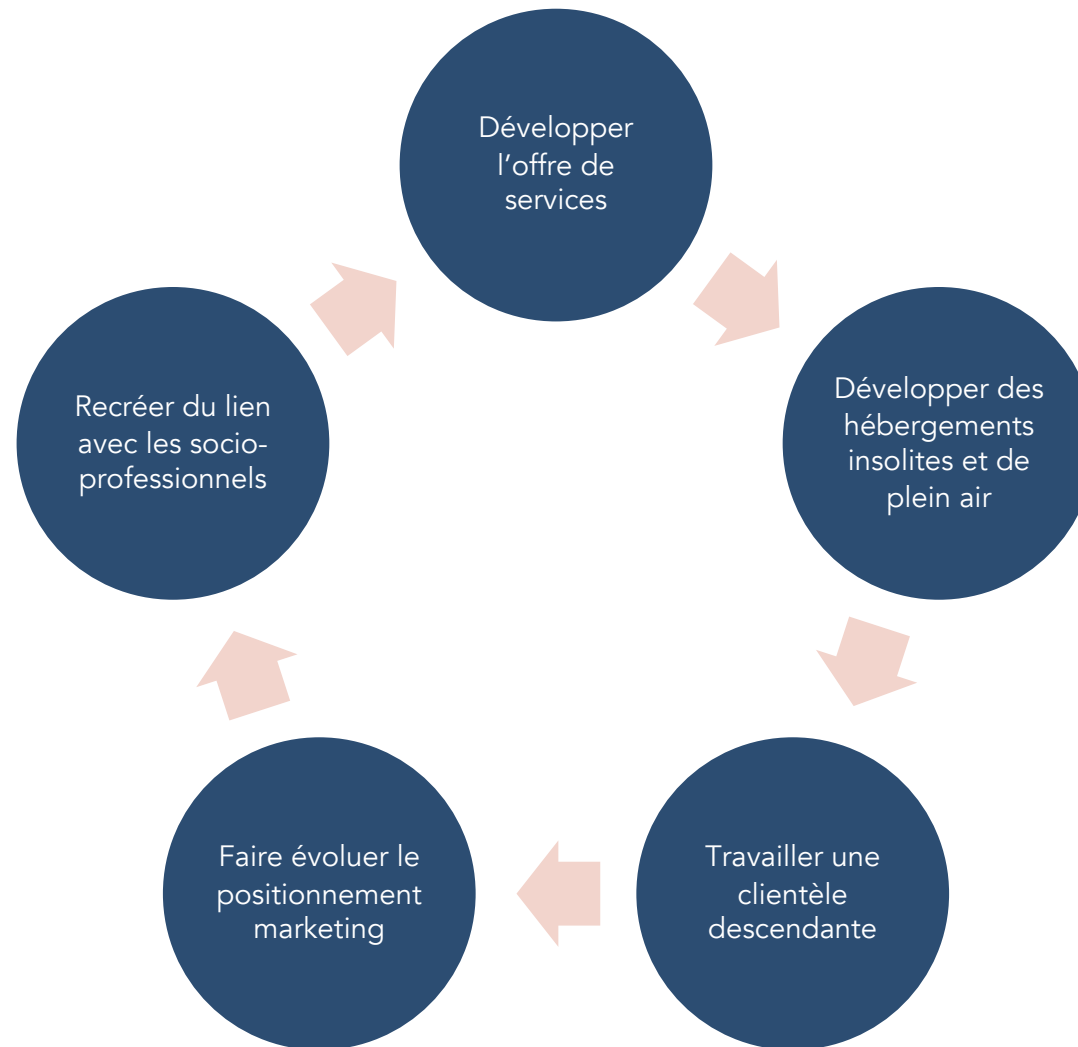 Développer
l’offre de
services
Développer des
hébergements
insolites et de
plein air
Travailler une
clientèle
descendante
Faire évoluer le
positionnement
marketing
Recréer du lien
avec les socio-
professionnels